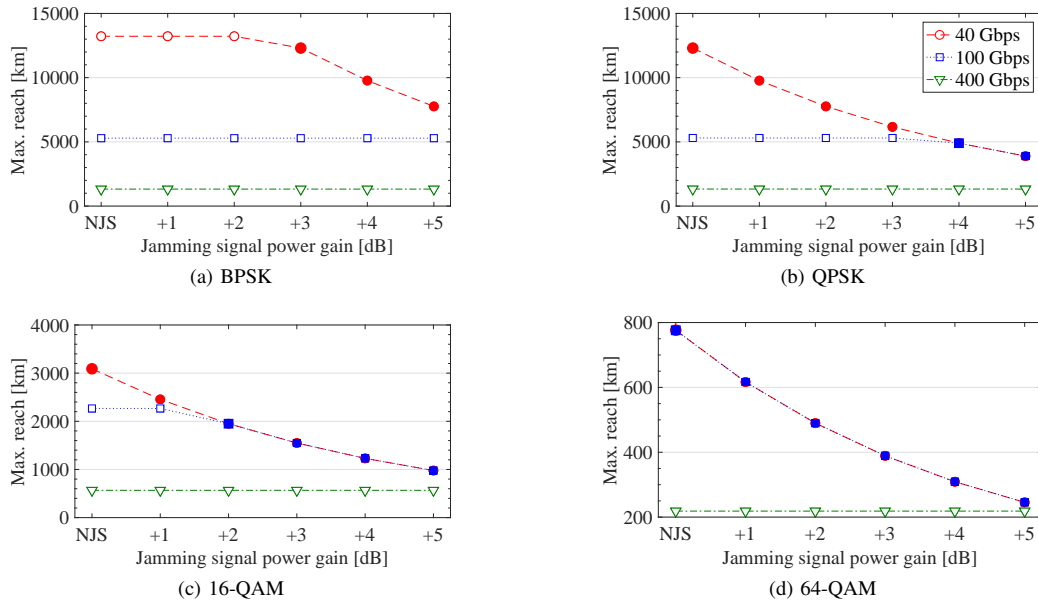 15000
10000
5000
0
Max. reach [km]
NJS +1 +2 +3 +4 +5
Jamming signal power gain [dB]
(a) BPSK
15000
10000
5000
0
Max. reach [km]
40 Gbps
100 Gbps
400 Gbps
NJS +1 +2 +3 +4 +5
Jamming signal power gain [dB]
(b) QPSK
4000
3000
2000
1000
0
Max. reach [km]
NJS +1 +2 +3 +4 +5
Jamming signal power gain [dB]
(c) 16-QAM
800
600
400
200
Max. reach [km]
NJS +1 +2 +3 +4 +5
Jamming signal power gain [dB]
(d) 64-QAM